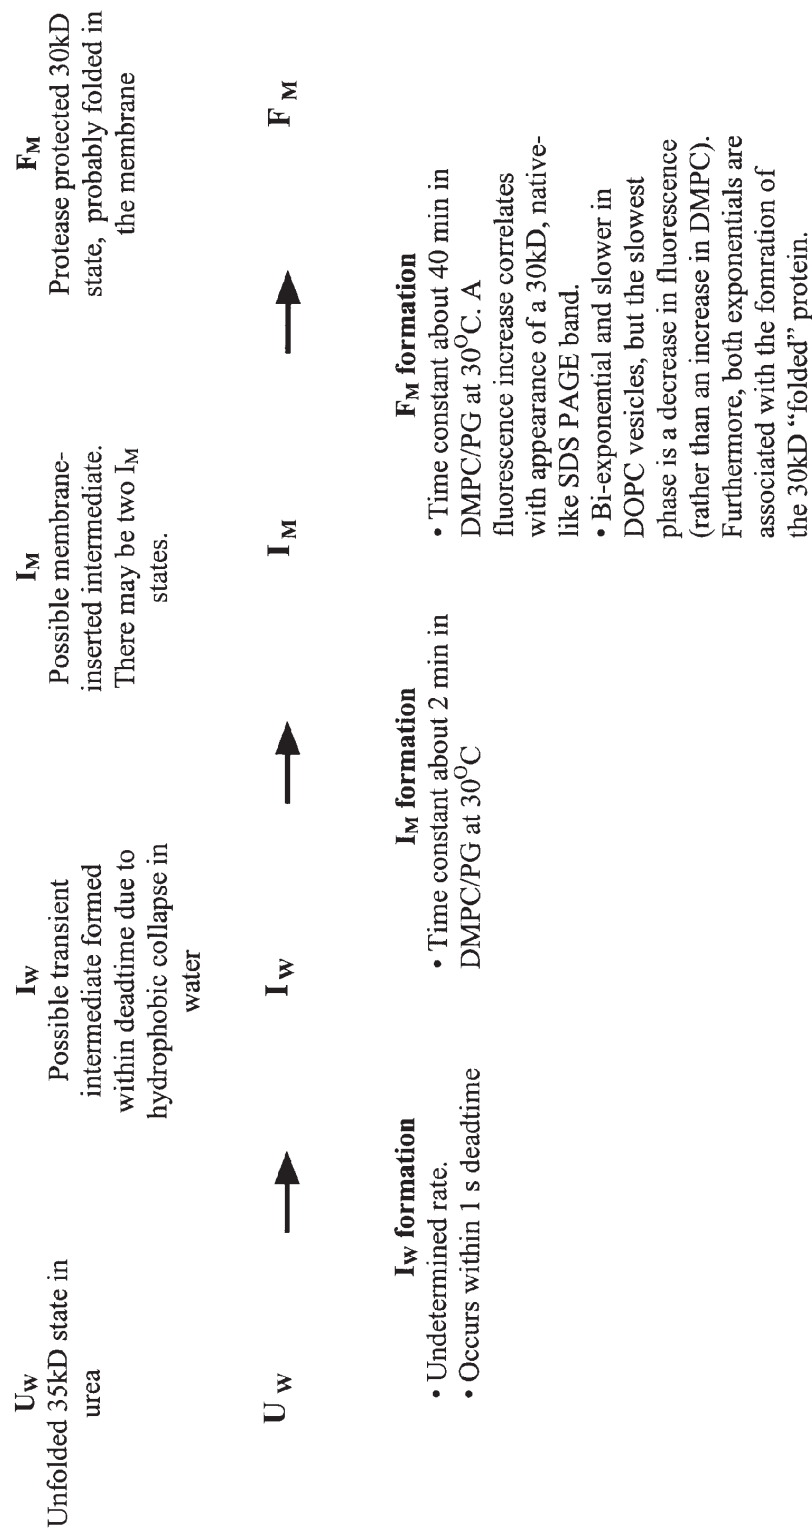 U_W
Unfolded 35kD state in
urea
I_W
Possible transient
intermediate formed
within deadtime due to
hydrophobic collapse in
water
I_M
Possible membrane-
inserted intermediate.
There may be two I_M
states.
F_M
Protease protected 30kD
state, probably folded in
the membrane
U_W
I_W
I_M
F_M
I_W formation
• Undetermined rate.
• Occurs within 1 s deadtime
I_M formation
• Time constant about 2 min in
DMPC/PG at 30°C
F_M formation
• Time constant about 40 min in
DMPC/PG at 30°C. A
fluorescence increase correlates
with appearance of a 30kD, native-
like SDS PAGE band.
• Bi-exponential and slower in
DOPC vesicles, but the slowest
phase is a decrease in fluorescence
(rather than an increase in DMPC).
Furthermore, both exponentials are
associated with the fomration of
the 30kD “folded” protein.